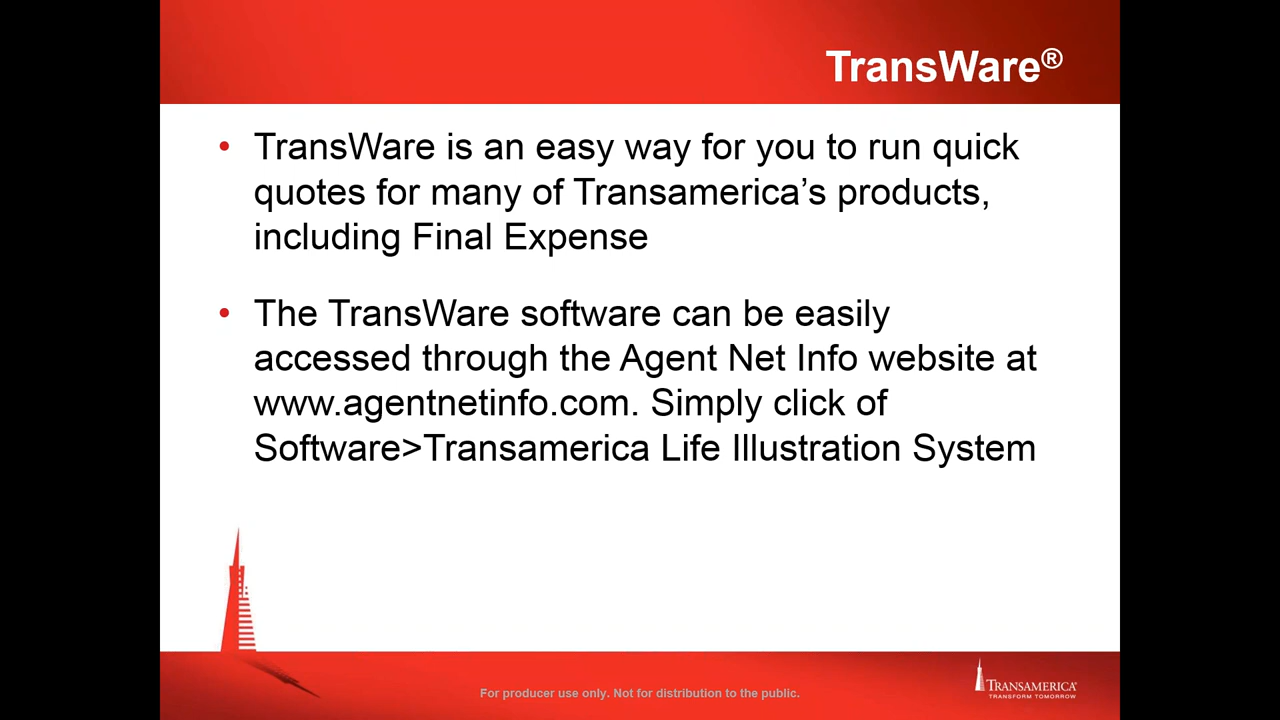 TransWare®
• TransWare is an easy way for you to run quick
quotes for many of Transamerica’s products,
including Final Expense
• The TransWare software can be easily
accessed through the Agent Net Info website at
www.agentnetinfo.com. Simply click of
Software>Transamerica Life Illustration System
For producer use only. Not for distribution to the public.
TRANSAMERICA®
TRANSFORM TOMORROW